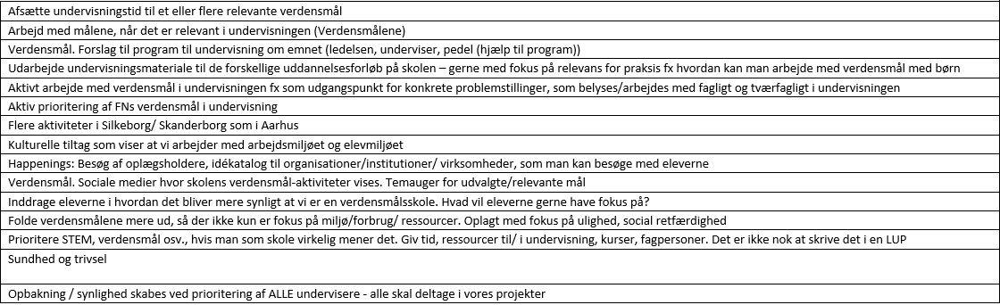 Afsætte undervisningstid til et eller flere relevante verdensmål
Arbejd med målene, når det er relevant i undervisningen (Verdensmålene)
Verdensmål. Forslag til program til undervisning om emnet (ledelsen, underviser, pedel (hjælp til program))
Udarbejde undervisningsmateriale til de forskellige uddannelsesforløb på skolen – gerne med fokus på relevans for praksis fx hvordan kan man arbejde med verdensmål med børn
Aktivt arbejde med verdensmål i undervisningen fx som udgangspunkt for konkrete problemstillinger, som belyses/arbejdes med fagligt og tværfagligt i undervisningen
Aktiv prioritering af FNs verdensmål i undervisning
Flere aktiviteter i Silkeborg/ Skanderborg som i Aarhus
Kulturelle tiltag som viser at vi arbejder med arbejdsmiljøet og elevmiljøet
Happenings: Besøg af oplægsholdere, idékatalog til organisationer/institutioner/ virksomheder, som man kan besøge med eleverne
Verdensmål. Sociale medier hvor skolens verdensmål-aktiviteter vises. Temauger for udvalgte/relevante mål
Inddrage eleverne i hvordan det bliver mere synligt at vi er en verdensmålsskole. Hvad vil eleverne gerne have fokus på?
Folde verdensmålene mere ud, så der ikke kun er fokus på miljø/forbrug/ ressourcer. Oplagt med fokus på ulighed, social retfærdighed
Prioritere STEM, verdensmål osv., hvis man som skole virkelig mener det. Giv tid, ressourcer til/ i undervisning, kurser, fagpersoner. Det er ikke nok at skrive det i en LUP
Sundhed og trivsel
Opbakning / synlighed skabes ved prioritering af ALLE undervisere - alle skal deltage i vores projekter